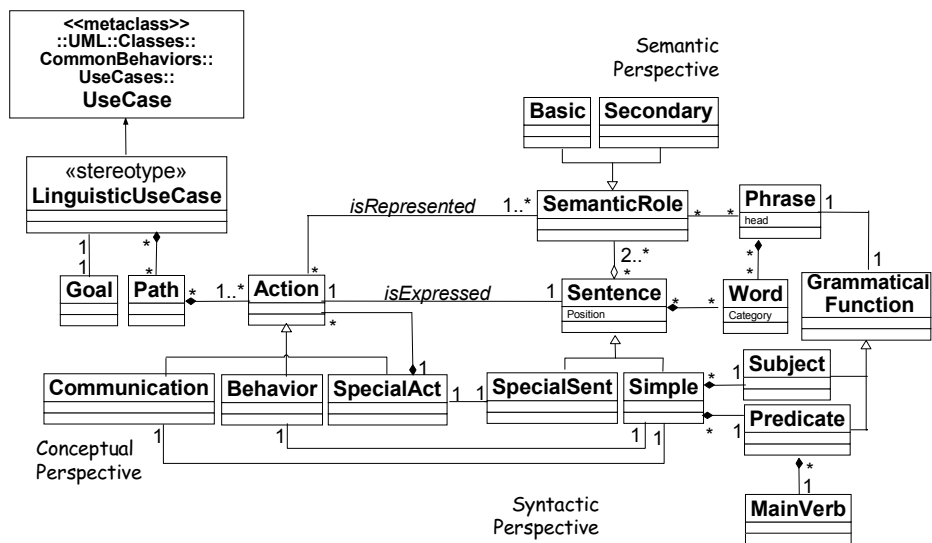 <<metaclass>>
::UML::Classes::
CommonBehaviors::
UseCases::
UseCase
Semantic
Perspective
Basic
Secondary
«stereotype»
LinguisticUseCase
isRepresented
1..*
SemanticRole
*
*
Phrase
head
1
1
*
1
*
*
2..*
*
*
*
1
Goal
Path
*
1..*
Action
1
isExpressed
1
Sentence
Position
*
*
Word
Category
Grammatical
Function
*
1
Communication
Behavior
SpecialAct
1
1
SpecialSent
Simple
*
1
Subject
*
1
Predicate
1
1
1
1
Conceptual
Perspective
*
1
Syntactic
Perspective
MainVerb